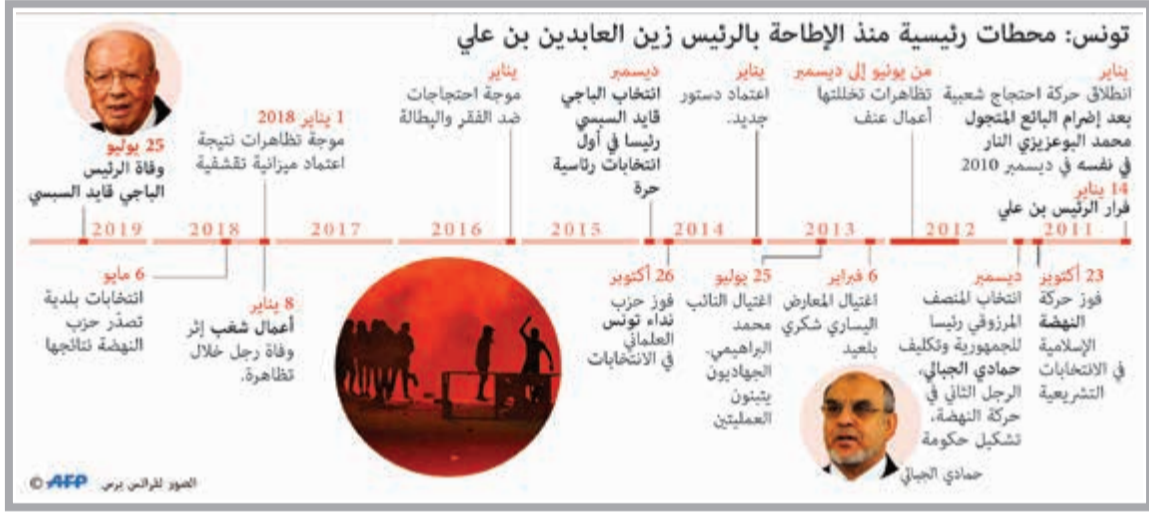 تونس: محطات رئيسية منذ الإطاحة بالرئيس زين العابدين بن علي
يناير
انطلاق حركة احتجاج شعبية
بعد إضرام البائع المتجول
محمد البوعزيزي النار
في نفسه في ديسمبر 2010
14 يناير
فرار الرئيس بن علي
من يونيو إلى ديسمبر
تظاهرات تخللتها
أعمال عنف
يناير
اعتماد دستور
جديد.
ديسمبر
انتخاب الباجي
قايد السبسي
رئيسا في أول
انتخابات رئاسية
حرة
يناير
موجة احتجاجات
ضد الفقر والبطالة
1 يناير 2018
موجة تظاهرات نتيجة
اعتماد ميزانية تقشفية
25 يوليو
وفاة الرئيس
الباجي قايد السبسي
2011
2012
2013
2014
2015
2016
2017
2018
2019
23 أكتوبر
فوز حركة
النهضة
الإسلامية
في الانتخابات
التشريعية
ديسمبر
انتخاب المنصف
المرزوقي رئيسا
للجمهورية وتكليف
حمادي الجبالي،
الرجل الثاني في
حركة النهضة،
تشكيل حكومة
6 فبراير
اغتيال المعارض
اليساري شكري
بلعيد
25 يوليو
اغتيال النائب
محمد
البراهيمي.
الجهاديون
يتبنون
العمليتين
26 أكتوبر
فوز حزب
نداء تونس
العلماني
في الانتخابات
8 يناير
أعمال شغب إثر
وفاة رجل خلال
تظاهرة.
6 مايو
انتخابات بلدية
تصدّر حزب
النهضة نتائجها
حمادي الجبالي
الصور لفرانس برس
AFP ©